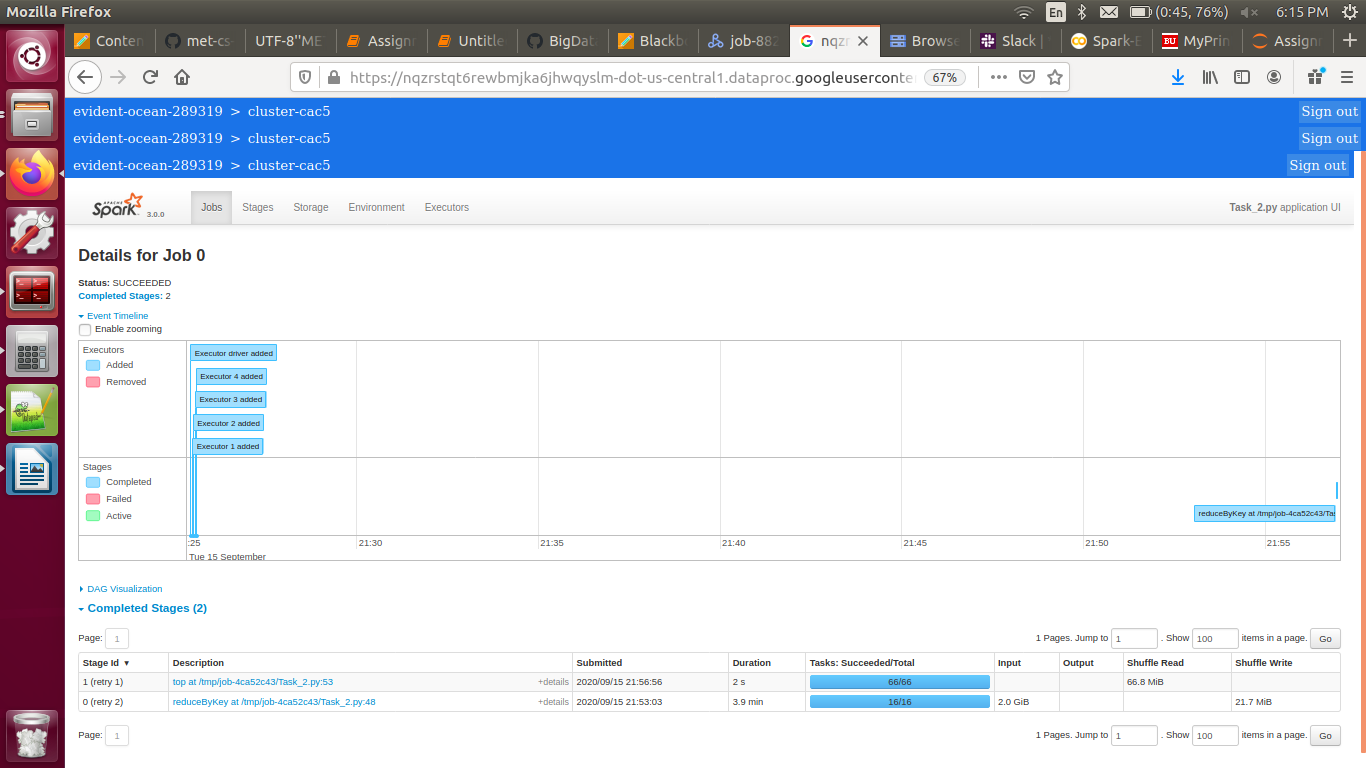 Mozilla Firefox En (0:45, 76%) 6:15 PM
Conten met-cs- UTF-8''ME Assignm Untitle BigDat Blackb job-882 nqzr Browse Slack | Spark-E MyPrin Assignm
https://nqzrstqt6rewbmjka6jhwqyslm-dot-us-central1.dataproc.googleuserconte 67%
evident-ocean-289319 > cluster-cac5 Sign out
evident-ocean-289319 > cluster-cac5 Sign out
evident-ocean-289319 > cluster-cac5 Sign out
APACHE Spark 3.0.0 Jobs Stages Storage Environment Executors Task_2.py application UI
Details for Job 0
Status: SUCCEEDED
Completed Stages: 2
Event Timeline
Enable zooming
Executors
Added
Removed
Executor driver added
Executor 4 added
Executor 3 added
Executor 2 added
Executor 1 added
Stages
Completed
Failed
Active
reduceByKey at /tmp/job-4ca52c43/Tas
:25 21:30 21:35 21:40 21:45 21:50 21:55
Tue 15 September
DAG Visualization
Completed Stages (2)
Page: 1 1 Pages. Jump to 1 . Show 100 items in a page. Go
Stage Id ▼ Description Submitted Duration Tasks: Succeeded/Total Input Output Shuffle Read Shuffle Write
1 (retry 1) top at /tmp/job-4ca52c43/Task_2.py:53 +details 2020/09/15 21:56:56 2 s 66/66 66.8 MiB
0 (retry 2) reduceByKey at /tmp/job-4ca52c43/Task_2.py:48 +details 2020/09/15 21:53:03 3.9 min 16/16 2.0 GiB 21.7 MiB
Page: 1 1 Pages. Jump to 1 . Show 100 items in a page. Go